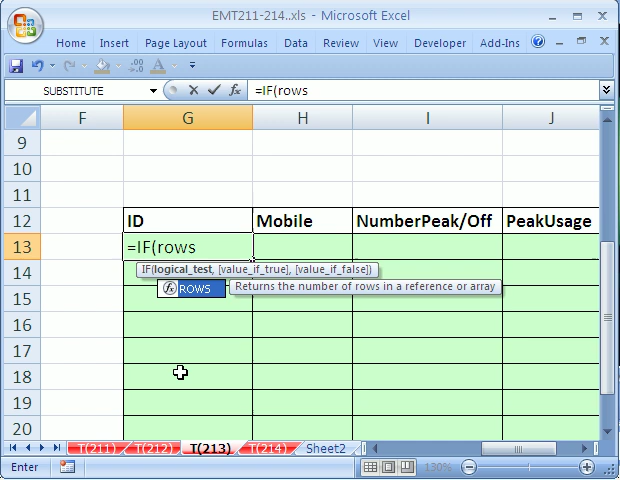 EMT211-214..xls - Microsoft Excel
Home Insert Page Layout Formulas Data Review View Developer Add-Ins
SUBSTITUTE fx =IF(rows
F G H I J
9
10
11
12 ID Mobile NumberPeak/Off PeakUsage
13 =IF(rows
IF(logical_test, [value_if_true], [value_if_false])
14
fx ROWS Returns the number of rows in a reference or array
15
16
17
18
19
20
T(211) T(212) T(213) T(214) Sheet2
Enter 130%